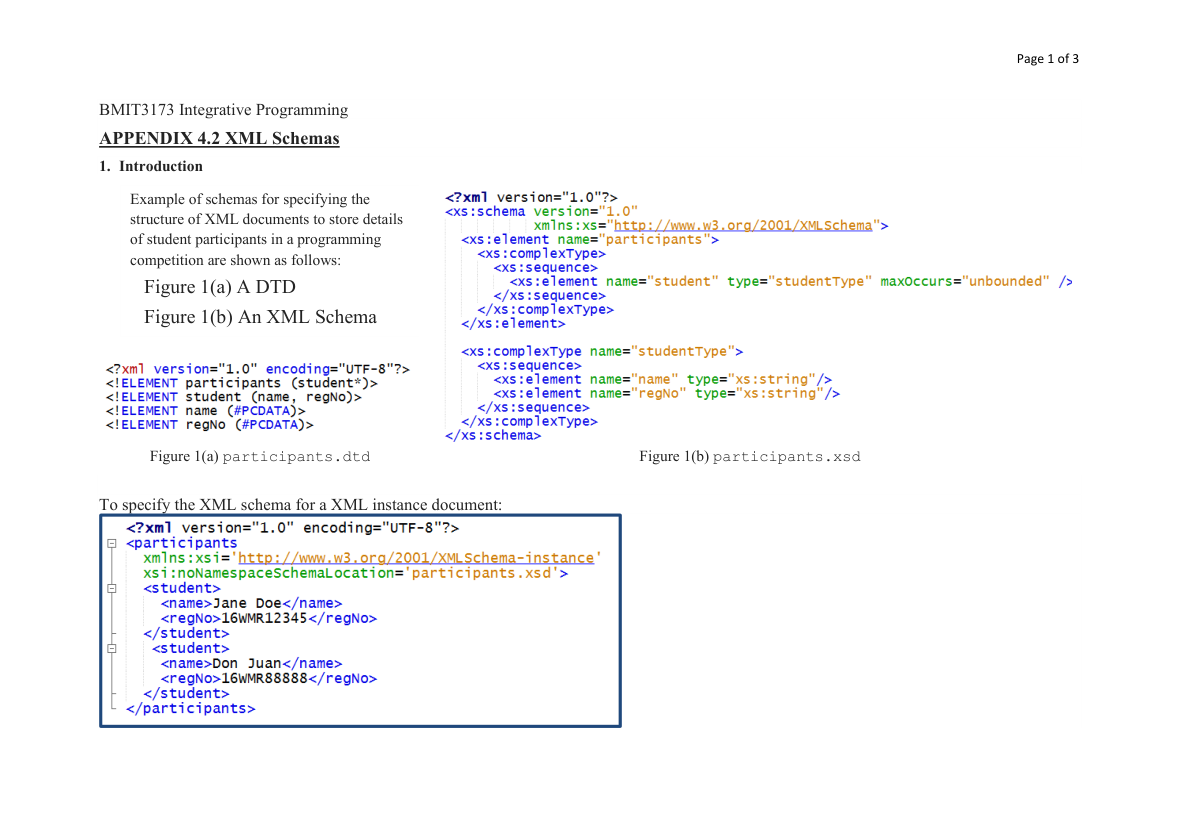 Page 1 of 3
BMIT3173 Integrative Programming
APPENDIX 4.2 XML Schemas
1. Introduction
Example of schemas for specifying the
structure of XML documents to store details
of student participants in a programming
competition are shown as follows:
Figure 1(a) A DTD
Figure 1(b) An XML Schema
<?xml version="1.0" encoding="UTF-8"?>
<!ELEMENT participants (student*)>
<!ELEMENT student (name, regNo)>
<!ELEMENT name (#PCDATA)>
<!ELEMENT regNo (#PCDATA)>
Figure 1(a) participants.dtd
<?xml version="1.0"?>
<xs:schema version="1.0"
xmlns:xs="http://www.w3.org/2001/XMLSchema">
<xs:element name="participants">
<xs:complexType>
<xs:sequence>
<xs:element name="student" type="studentType" maxOccurs="unbounded" />
</xs:sequence>
</xs:complexType>
</xs:element>
<xs:complexType name="studentType">
<xs:sequence>
<xs:element name="name" type="xs:string"/>
<xs:element name="regNo" type="xs:string"/>
</xs:sequence>
</xs:complexType>
</xs:schema>
Figure 1(b) participants.xsd
To specify the XML schema for a XML instance document:
<?xml version="1.0" encoding="UTF-8"?>
<participants
xmlns:xsi='http://www.w3.org/2001/XMLSchema-instance'
xsi:noNamespaceSchemaLocation='participants.xsd'>
<student>
<name>Jane Doe</name>
<regNo>16WMR12345</regNo>
</student>
<student>
<name>Don Juan</name>
<regNo>16WMR88888</regNo>
</student>
</participants>